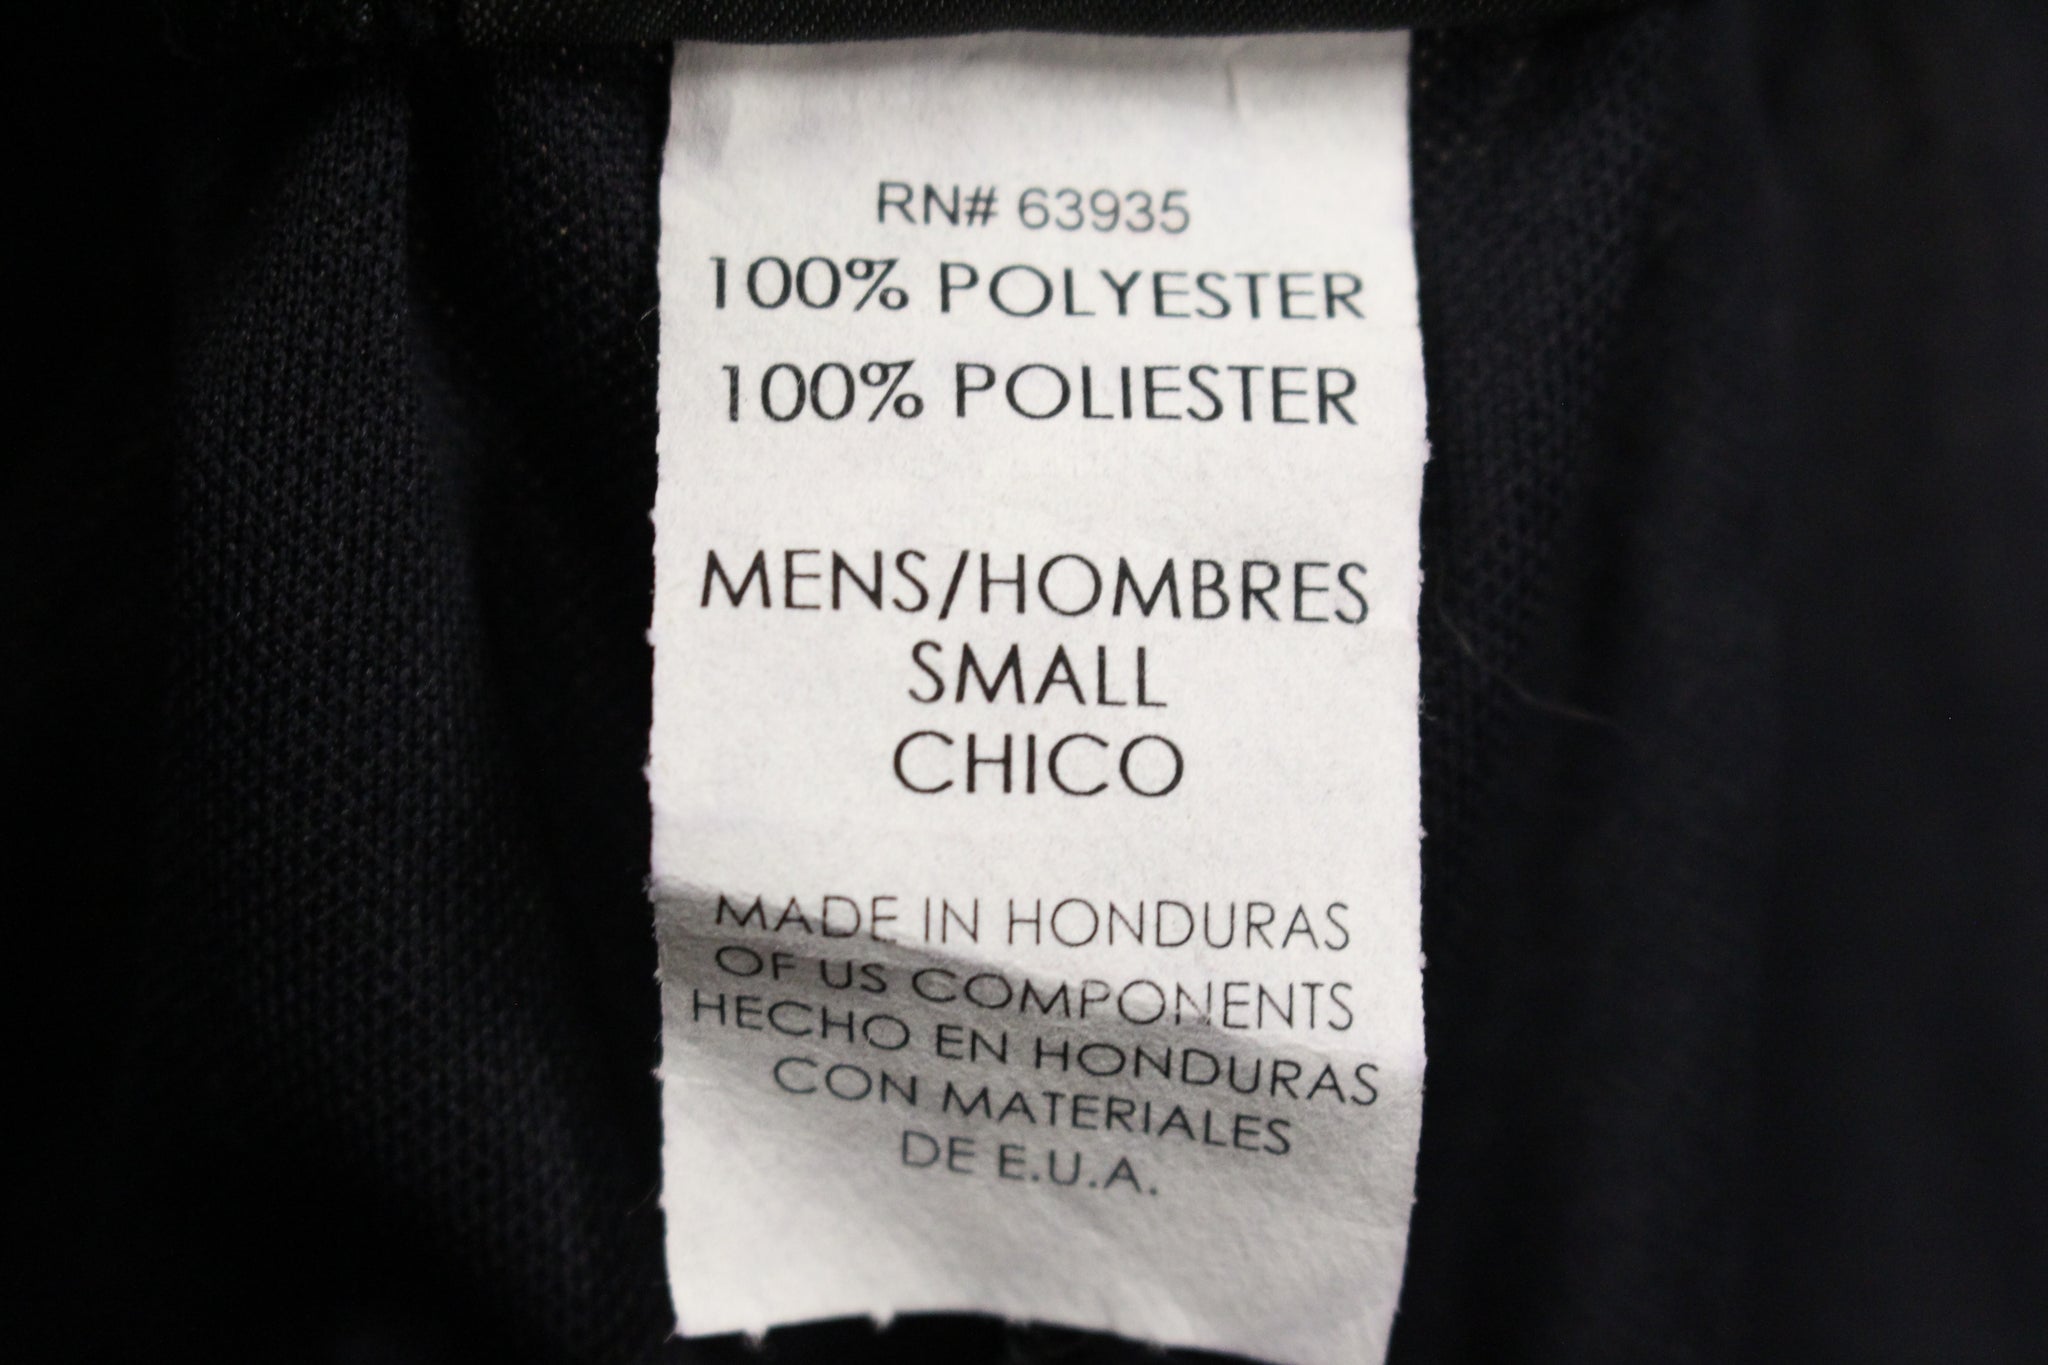 RN# 63935
100% POLYESTER
100% POLIESTER
MENS/HOMBRES
SMALL
CHICO
MADE IN HONDURAS
OF US COMPONENTS
HECHO EN HONDURAS
CON MATERIALES
DE E.U.A.